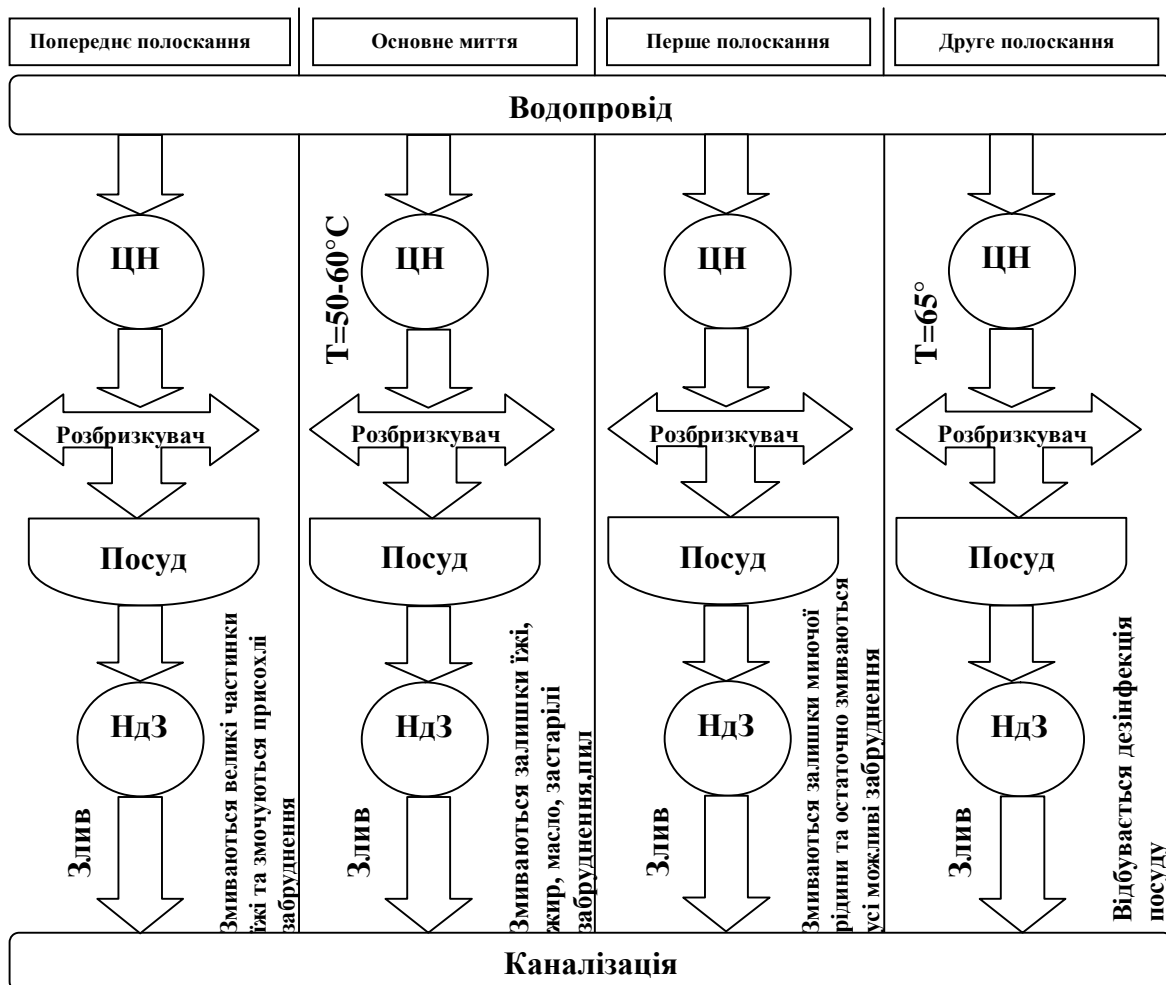 Попереднє полоскання
Основне миття
Перше полоскання
Друге полоскання
Водопровід
ЦН
T=50-60°C
ЦН
ЦН
ЦН
T=65°
Розбризкувач
Розбризкувач
Розбризкувач
Розбризкувач
Посуд
Посуд
Посуд
Посуд
НдЗ
НдЗ
НдЗ
НдЗ
Злив
Змиваються великі частинки
їжі та змочуються присохлі
забруднення
Злив
Змиваються залишки їжі,
жир, масло, застарілі
забруднення,пил
Злив
Змиваються залишки миючої
рідини та остаточно змиваються
усі можливі забруднення
Злив
Відбувається дезінфекція
посуду
Каналізація